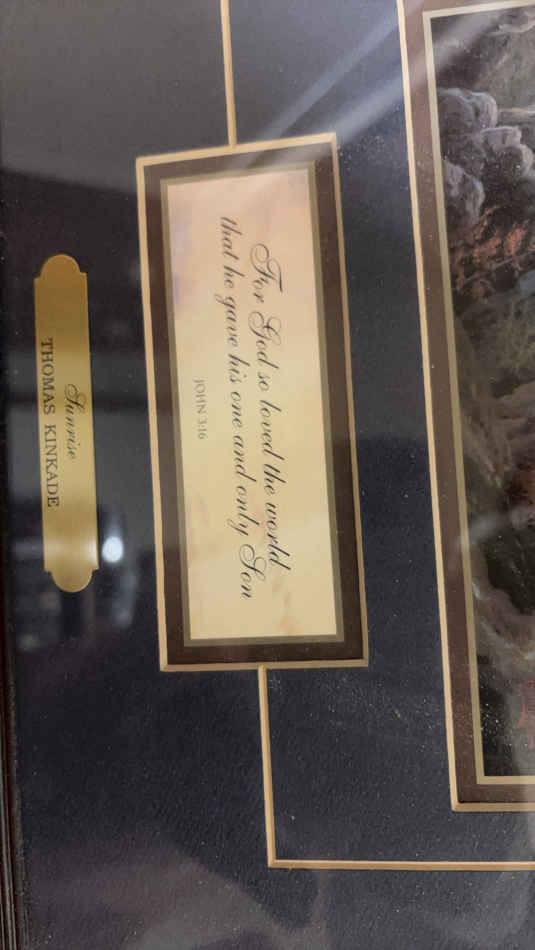 For God so loved the world
that he gave his one and only Son
JOHN 3:16
Sunrise
THOMAS KINKADE